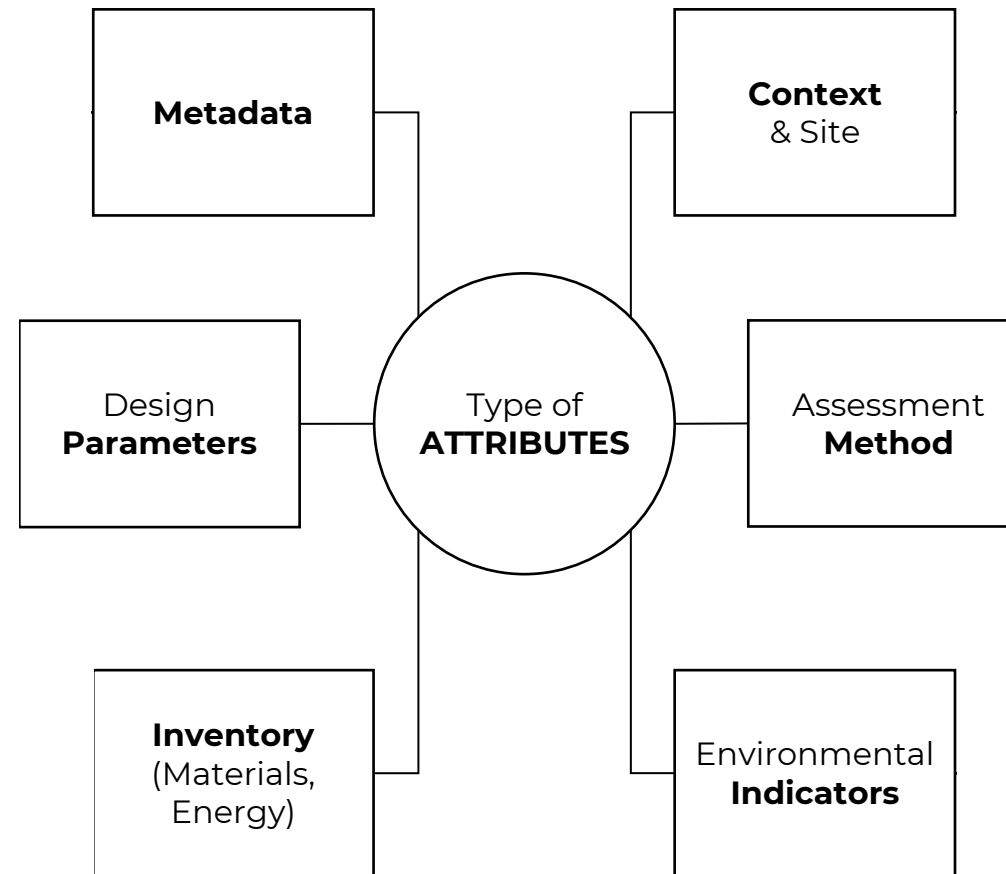 Metadata
Context
& Site
Design
Parameters
Type of
ATTRIBUTES
Assessment
Method
Inventory
(Materials,
Energy)
Environmental
Indicators